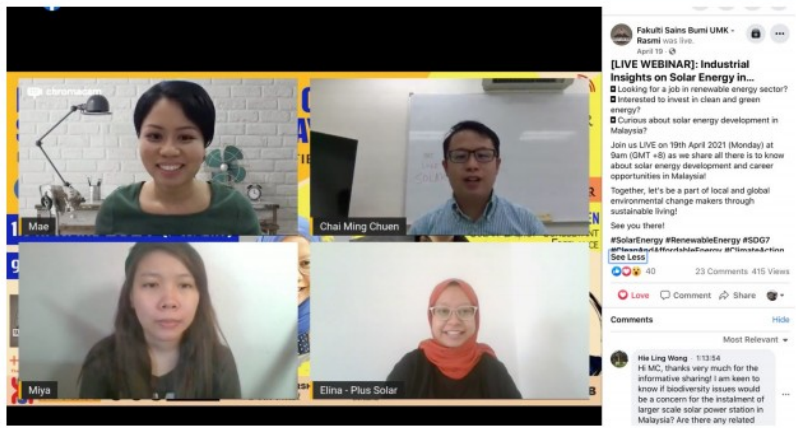 chromacam
Mae
Chai Ming Chuen
Miya
Elina - Plus Solar
Fakulti Sains Bumi UMK -
Rasmi was live.
April 19
[LIVE WEBINAR]: Industrial
Insights on Solar Energy in...
Looking for a job in renewable energy sector?
Interested to invest in clean and green
energy?
Curious about solar energy development in
Malaysia?
Join us LIVE on 19th April 2021 (Monday) at
9am (GMT +8) as we share all there is to know
about solar energy development and career
opportunities in Malaysia!
Together, let's be part of local and global
environmental change makers through
sustainable living!
See you there!
#SolarEnergy #RenewableEnergy #SDG7
#CleanAndAffordableEnergy #ClimateAction
See Less
40
23 Comments 415 Views
Love Comment Share
Comments Hide
Most Relevant
Hie Ling Wong · 1:13:54
Hi MC, thanks very much for the
informative sharing! I am keen to
know if biodiversity issues would
be a concern for the instalment of
larger scale solar power station in
Malaysia? Are there any related